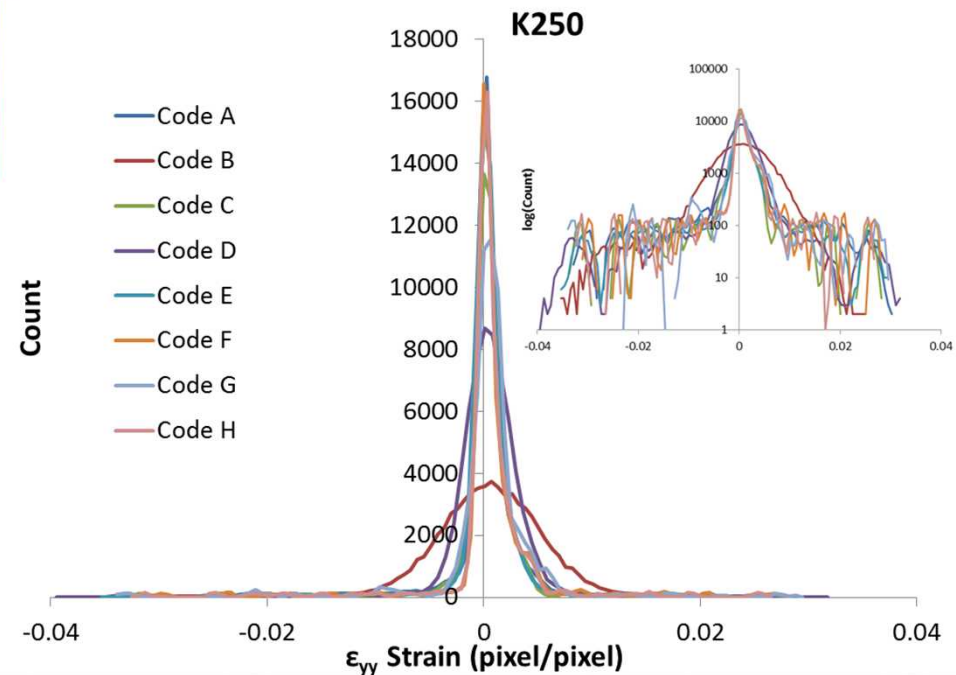 K250
18000
16000
14000
12000
10000
8000
6000
4000
2000
0
Count
-0.04
-0.02
0
0.02
0.04
εyy Strain (pixel/pixel)
Code A
Code B
Code C
Code D
Code E
Code F
Code G
Code H
100000
10000
1000
100
10
1
log(Count)
-0.04
-0.02
0
0.02
0.04